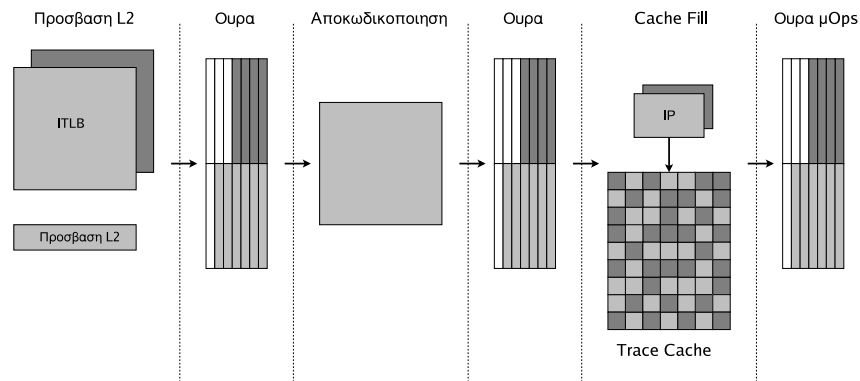 Προσβαση L2
Ουρα
Αποκωδικοποιηση
Ουρα
Cache Fill
Ουρα μOps
ITLB
IP
Προσβαση L2
Trace Cache